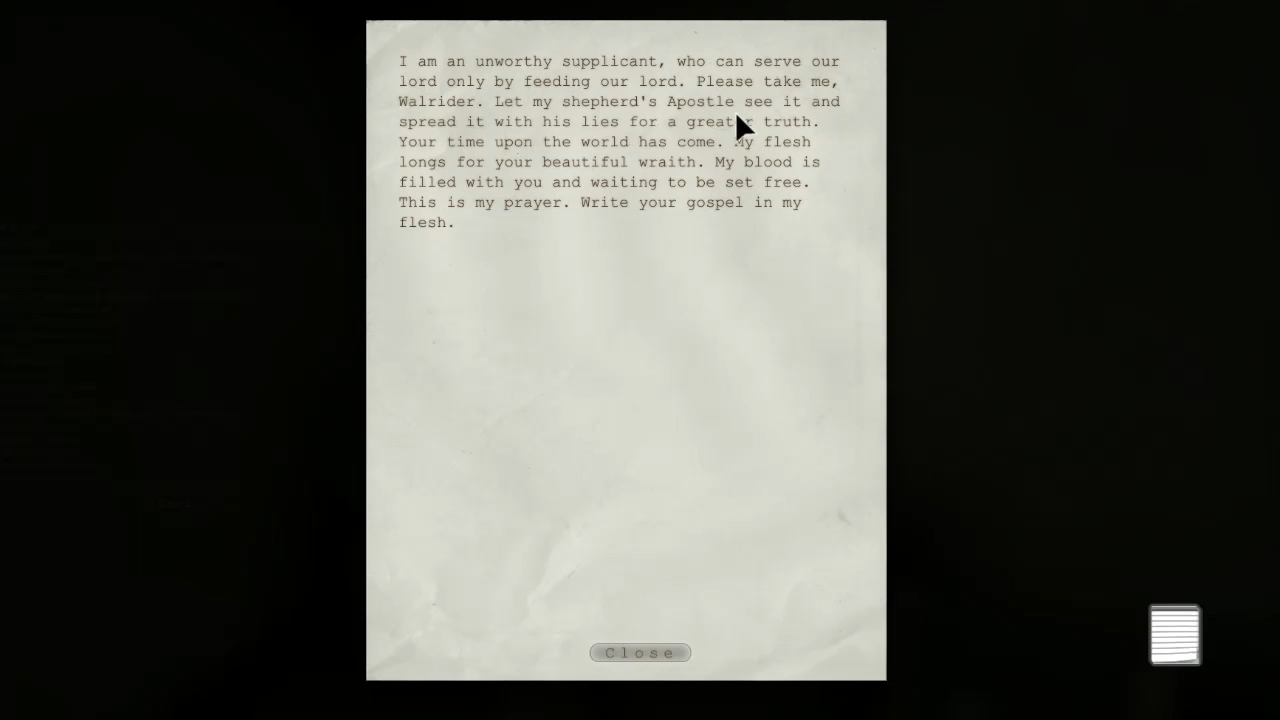 I am an unworthy supplicant, who can serve our
lord only by feeding our lord. Please take me,
Walrider. Let my shepherd's Apostle see it and
spread it with his lies for a greater truth.
Your time upon the world has come. My flesh
longs for your beautiful wraith. My blood is
filled with you and waiting to be set free.
This is my prayer. Write your gospel in my
flesh.
Close